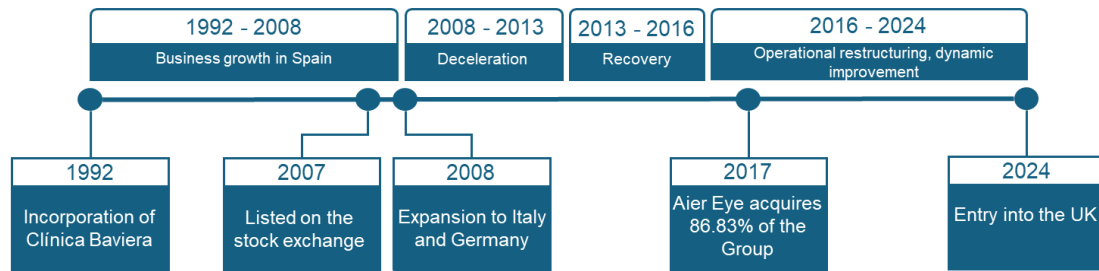 1992 - 2008
Business growth in Spain
2008 - 2013
Deceleration
2013 - 2016
Recovery
2016 - 2024
Operational restructuring, dynamic
improvement
1992
Incorporation of
Clínica Baviera
2007
Listed on the
stock exchange
2008
Expansion to Italy
and Germany
2017
Aier Eye acquires
86.83% of the
Group
2024
Entry into the UK